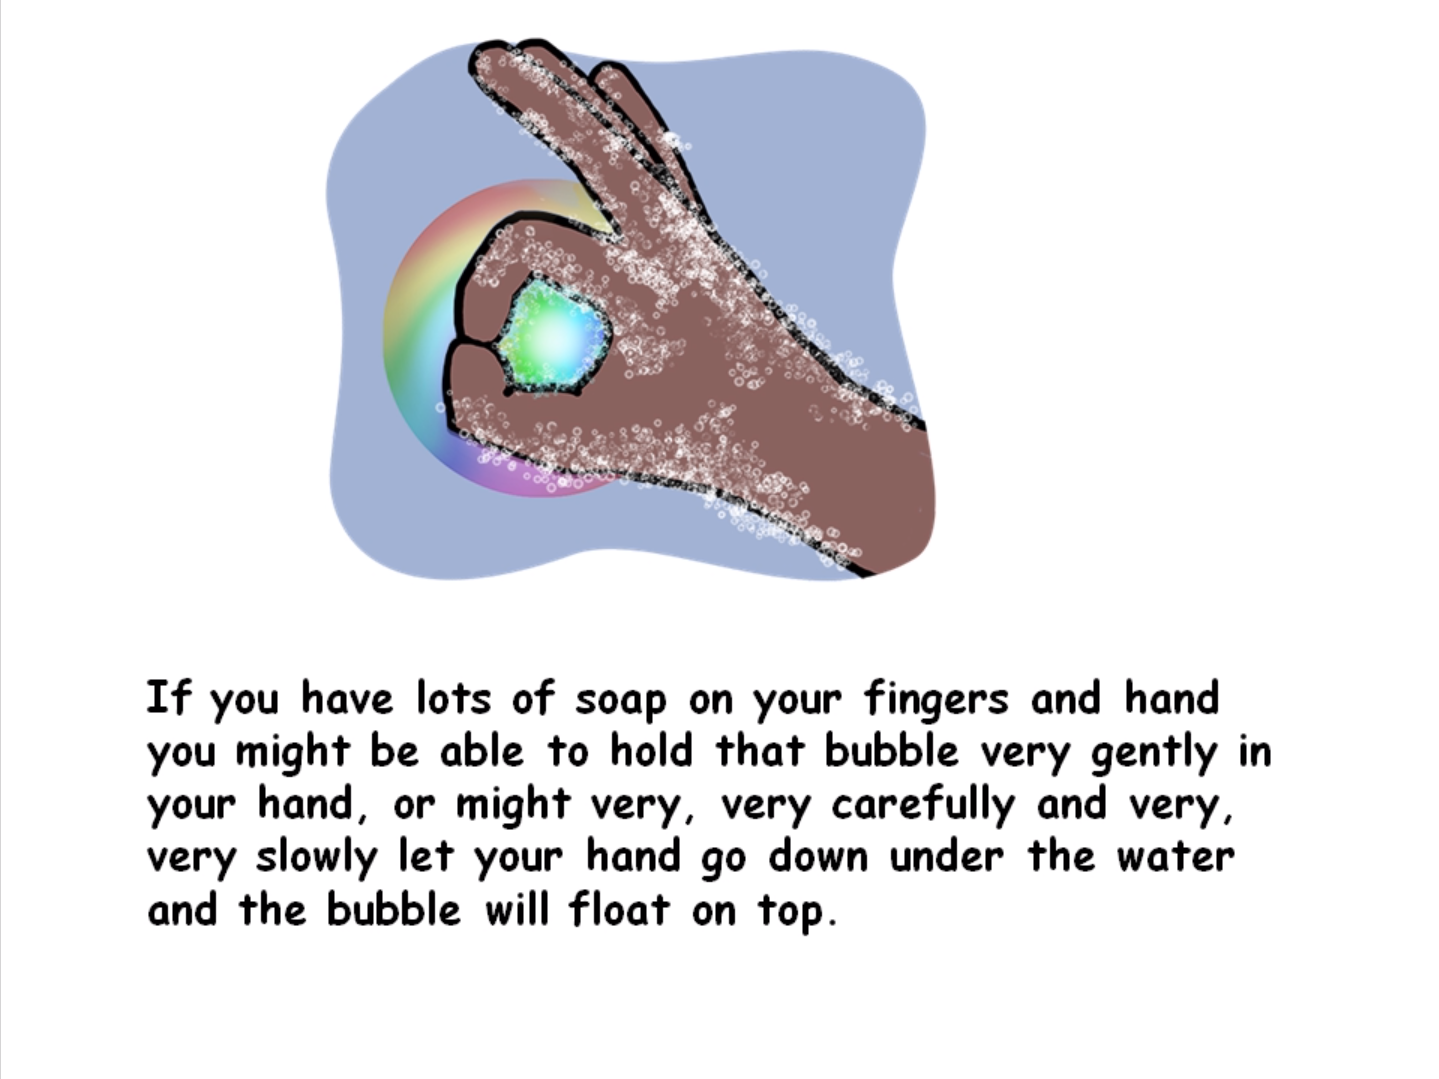 If you have lots of soap on your fingers and hand
you might be able to hold that bubble very gently in
your hand, or might very, very carefully and very,
very slowly let your hand go down under the water
and the bubble will float on top.